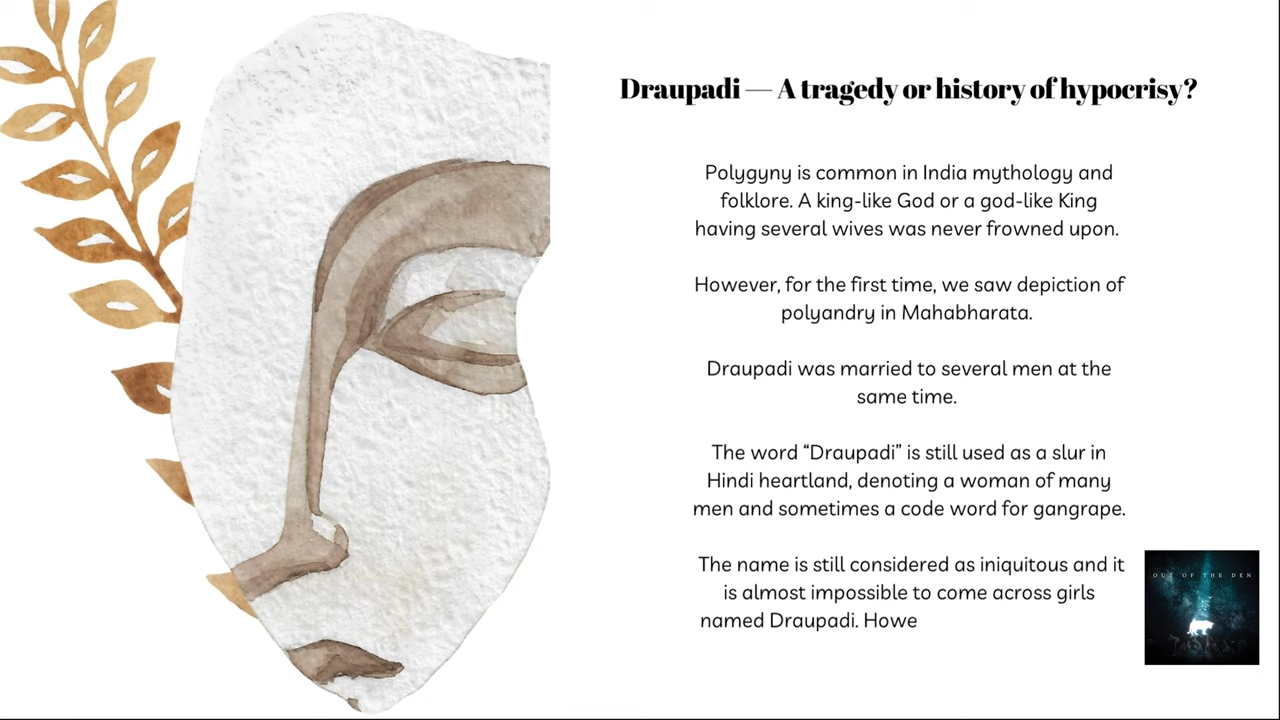 Draupadi — A tragedy or history of hypocrisy?
Polygyny is common in India mythology and
folklore. A king-like God or a god-like King
having several wives was never frowned upon.
However, for the first time, we saw depiction of
polyandry in Mahabharata.
Draupadi was married to several men at the
same time.
The word “Draupadi” is still used as a slur in
Hindi heartland, denoting a woman of many
men and sometimes a code word for gangrape.
The name is still considered as iniquitous and it
is almost impossible to come across girls
named Draupadi. Howe
OUT OF THE DEN